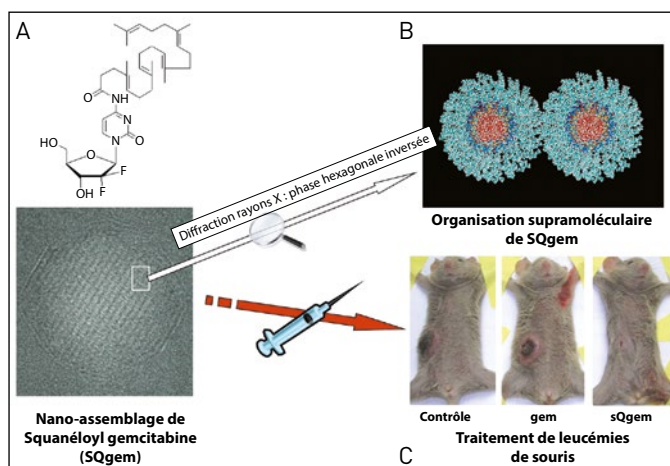 A
O
NH
N
N
O
HO
O
F
OH
F
Nano-assemblage de
Squanéloyl gemcitabine
(SQgem)
Diffraction rayons X : phase hexagonale inversée
B
Organisation supramoléculaire
de SQgem
Contrôle gem sQgem
Traitement de leucémies
C de souris